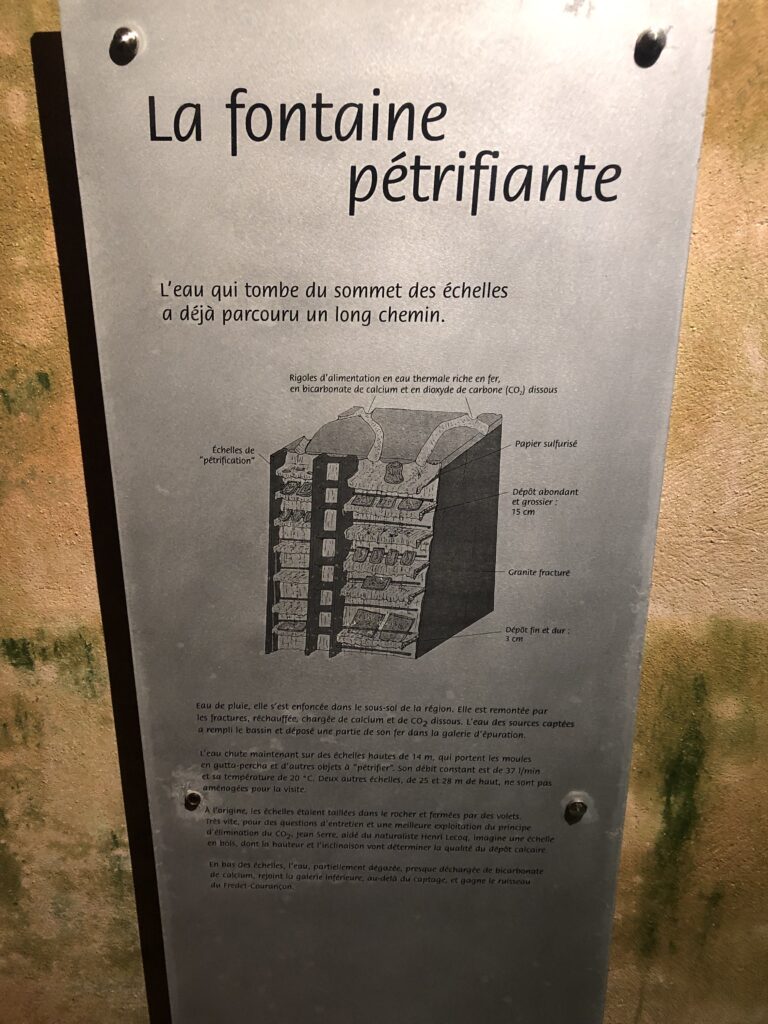 La fontaine
pétrifiante
L'eau qui tombe du sommet des échelles
a déjà parcouru un long chemin.
Rigoles d'alimentation en eau thermale riche en fer,
en bicarbonate de calcium et en dioxyde de carbone (CO2) dissous
Échelles de
"pétrification"
Papier sulfurisé
Dépôt abondant
et grossier :
15 cm
Granite fracturé
Dépôt fin et dur :
3 cm
Eau de pluie, elle s'est enfoncée dans le sous-sol de la région. Elle est remontée par
les fractures, réchauffée, chargée de calcium et de CO2 dissous. L'eau des sources captées
a rempli le bassin et déposé une partie de son fer dans la galerie d'épuration.
L'eau chute maintenant sur des échelles hautes de 14 m, qui portent les moules
en gutta-percha et d'autres objets à "pétrifier". Son débit constant est de 37 l/min
et sa température de 20 °C. Deux autres échelles, de 25 et 28 m de haut, ne sont pas
aménagées pour la visite.
À l'origine, les échelles étaient taillées dans le rocher et fermées par des volets.
Très vite, pour des questions d'entretien et une meilleure exploitation du principe
d'élimination du CO2, Jean Serre, aidé du naturaliste Henri Lecoq, imagine une échelle
en bois, dont la hauteur et l'inclinaison vont déterminer la qualité du dépôt calcaire.
En bas des échelles, l'eau, partiellement dégazée, presque déchargée de bicarbonate
de calcium, rejoint la galerie inférieure, au-delà du captage, et gagne le ruisseau
du Fredet-Courançon.